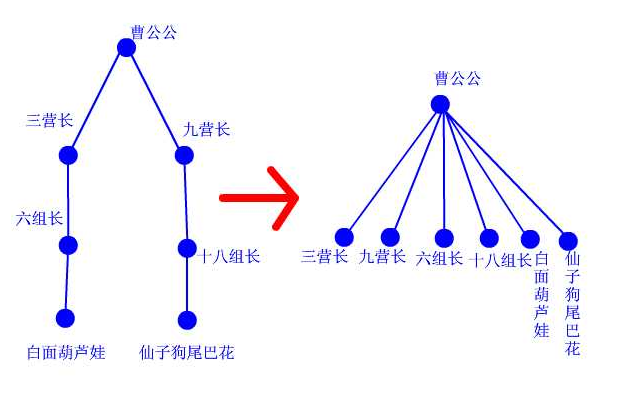 曹公公
三营长
九营长
六组长
十八组长
白面葫芦娃
仙子狗尾巴花
曹公公
三营长
九营长
六组长
十八组长
白面葫芦娃
仙子狗尾巴花